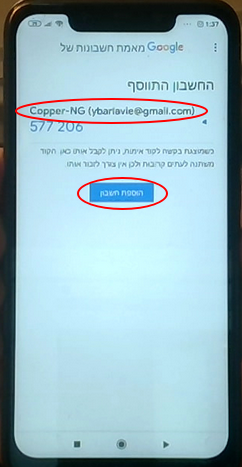 1:37
מאמת חשבונות של Google
החשבון התווסף
Copper-NG (ybarlavie@gmail.com)
577 206
כשמוצגת בקשה לקוד אימות, ניתן לקבל אותו כאן. הקוד
משתנה לעתים קרובות ולכן אין צורך לזכור אותו.
הוספת חשבון